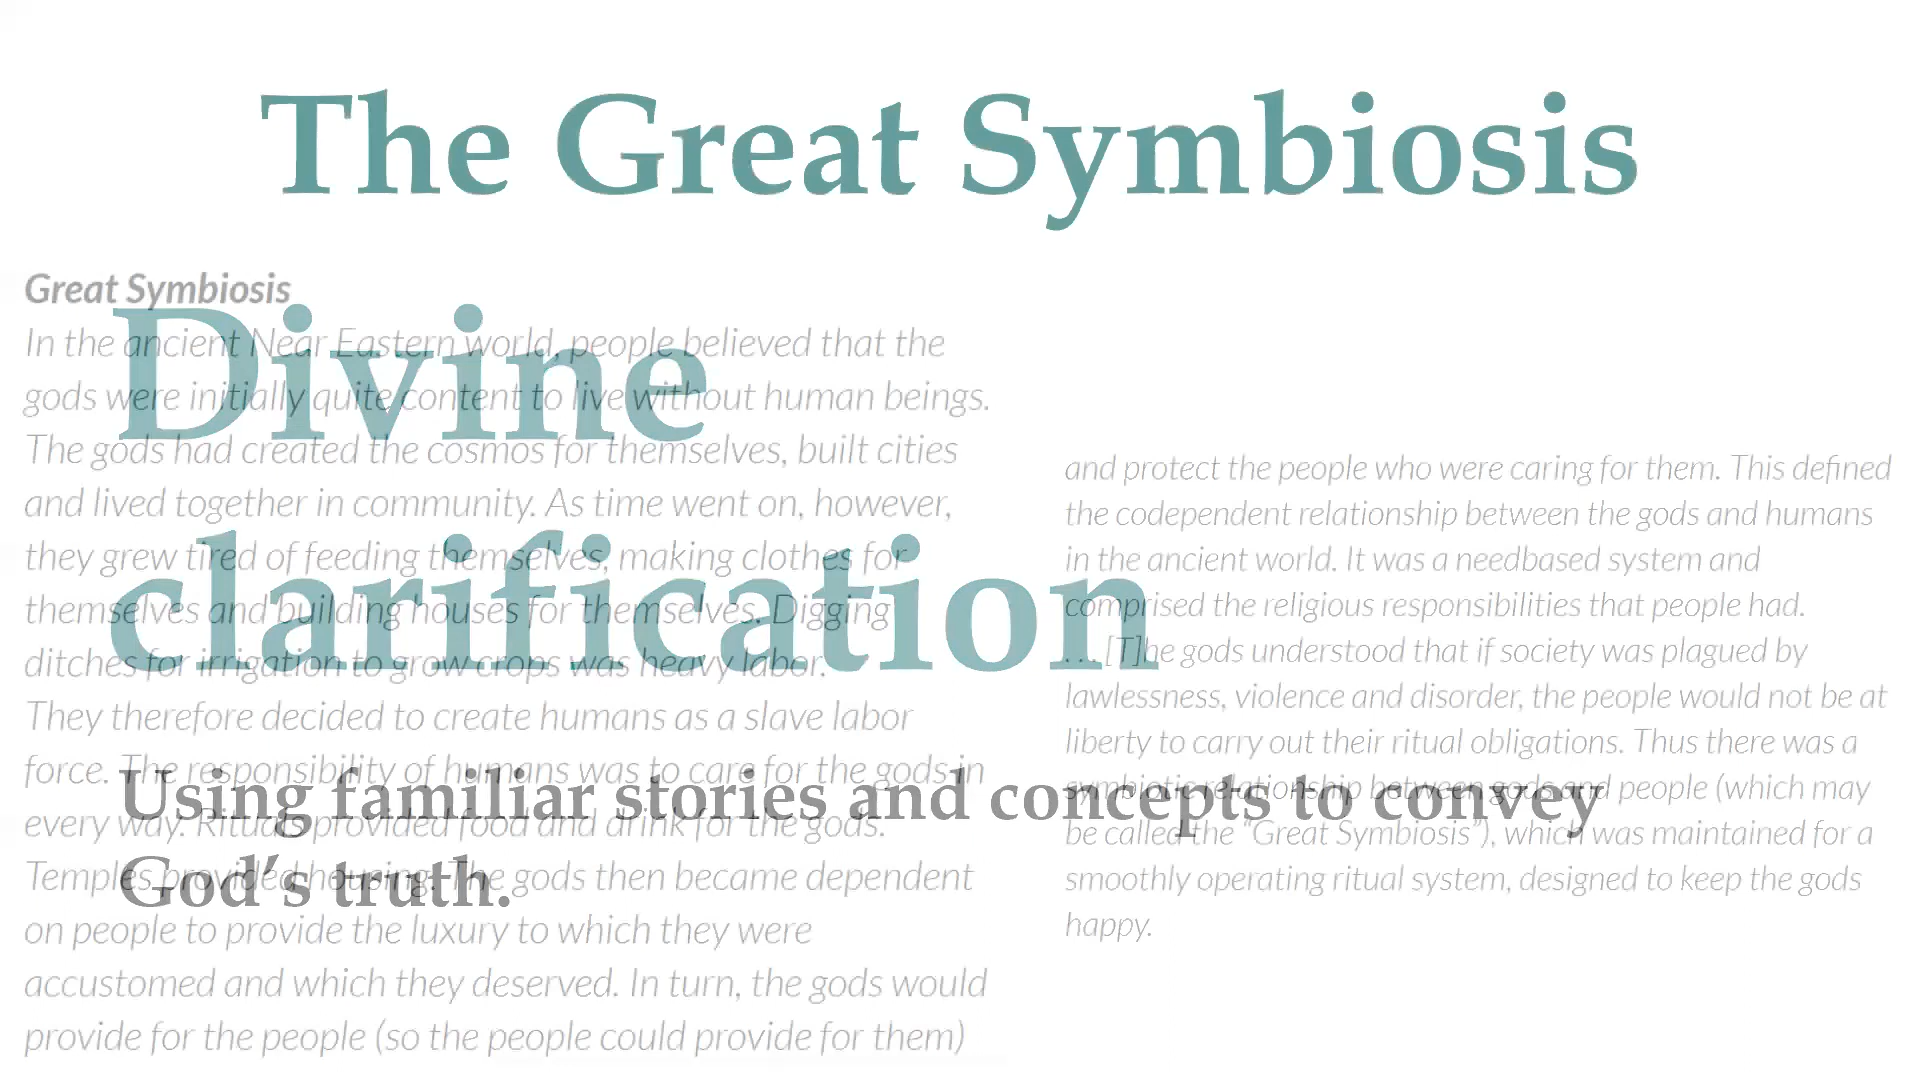 The Great Symbiosis
Great Symbiosis
In the ancient Near Eastern world, people believed that the
gods were initially quite content to live without human beings.
The gods had created the cosmos for themselves, built cities
and lived together in community. As time went on, however,
they grew tired of feeding themselves, making clothes for
themselves and building houses for themselves. Digging
ditches for irrigation to grow crops was heavy labor.
They therefore decided to create humans as a slave labor
force. The responsibility of humans was to care for the gods in
every way. Rituals provided food and drink for the gods.
Temples provided housing. The gods then became dependent
on people to provide the luxury to which they were
accustomed and which they deserved. In turn, the gods would
provide for the people (so the people could provide for them)
and protect the people who were caring for them. This defined
the codependent relationship between the gods and humans
in the ancient world. It was a needbased system and
comprised the religious responsibilities that people had.
. . . [T]he gods understood that if society was plagued by
lawlessness, violence and disorder, the people would not be at
liberty to carry out their ritual obligations. Thus there was a
symbiotic relationship between gods and people (which may
be called the “Great Symbiosis”), which was maintained for a
smoothly operating ritual system, designed to keep the gods
happy.
Divine
clarification
Using familiar stories and concepts to convey
God’s truth.